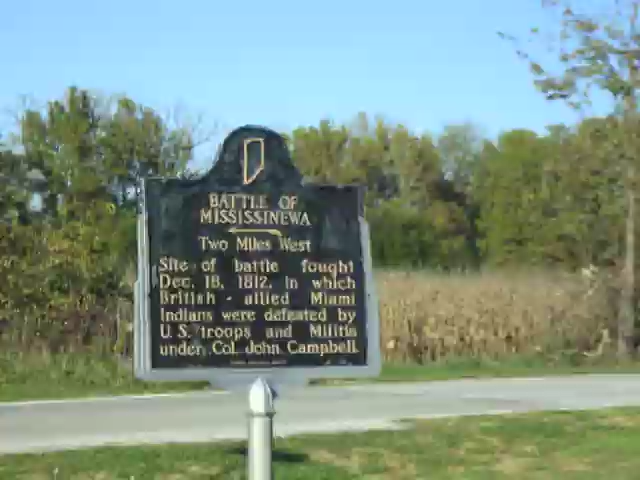 BATTLE OF
MISSISSINEWA
Two Miles West
Site of battle fought
Dec. 18, 1812, in which
British - allied Miami
Indians were defeated by
U.S. troops and Militia
under Col. John Campbell